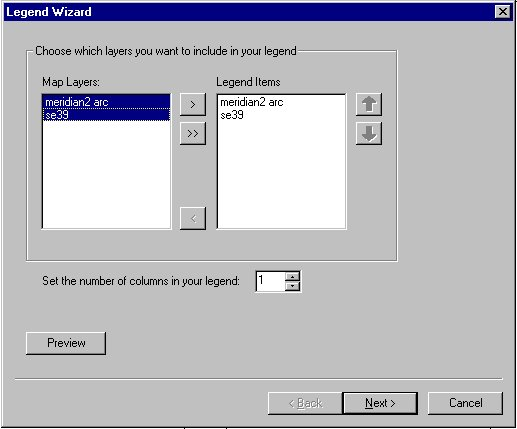 Legend Wizard
Choose which layers you want to include in your legend
Map Layers:
Legend Items
meridian2 arc
se39
>
>>
<
meridian2 arc
se39
Set the number of columns in your legend:
1
Preview
< Back
Next >
Cancel